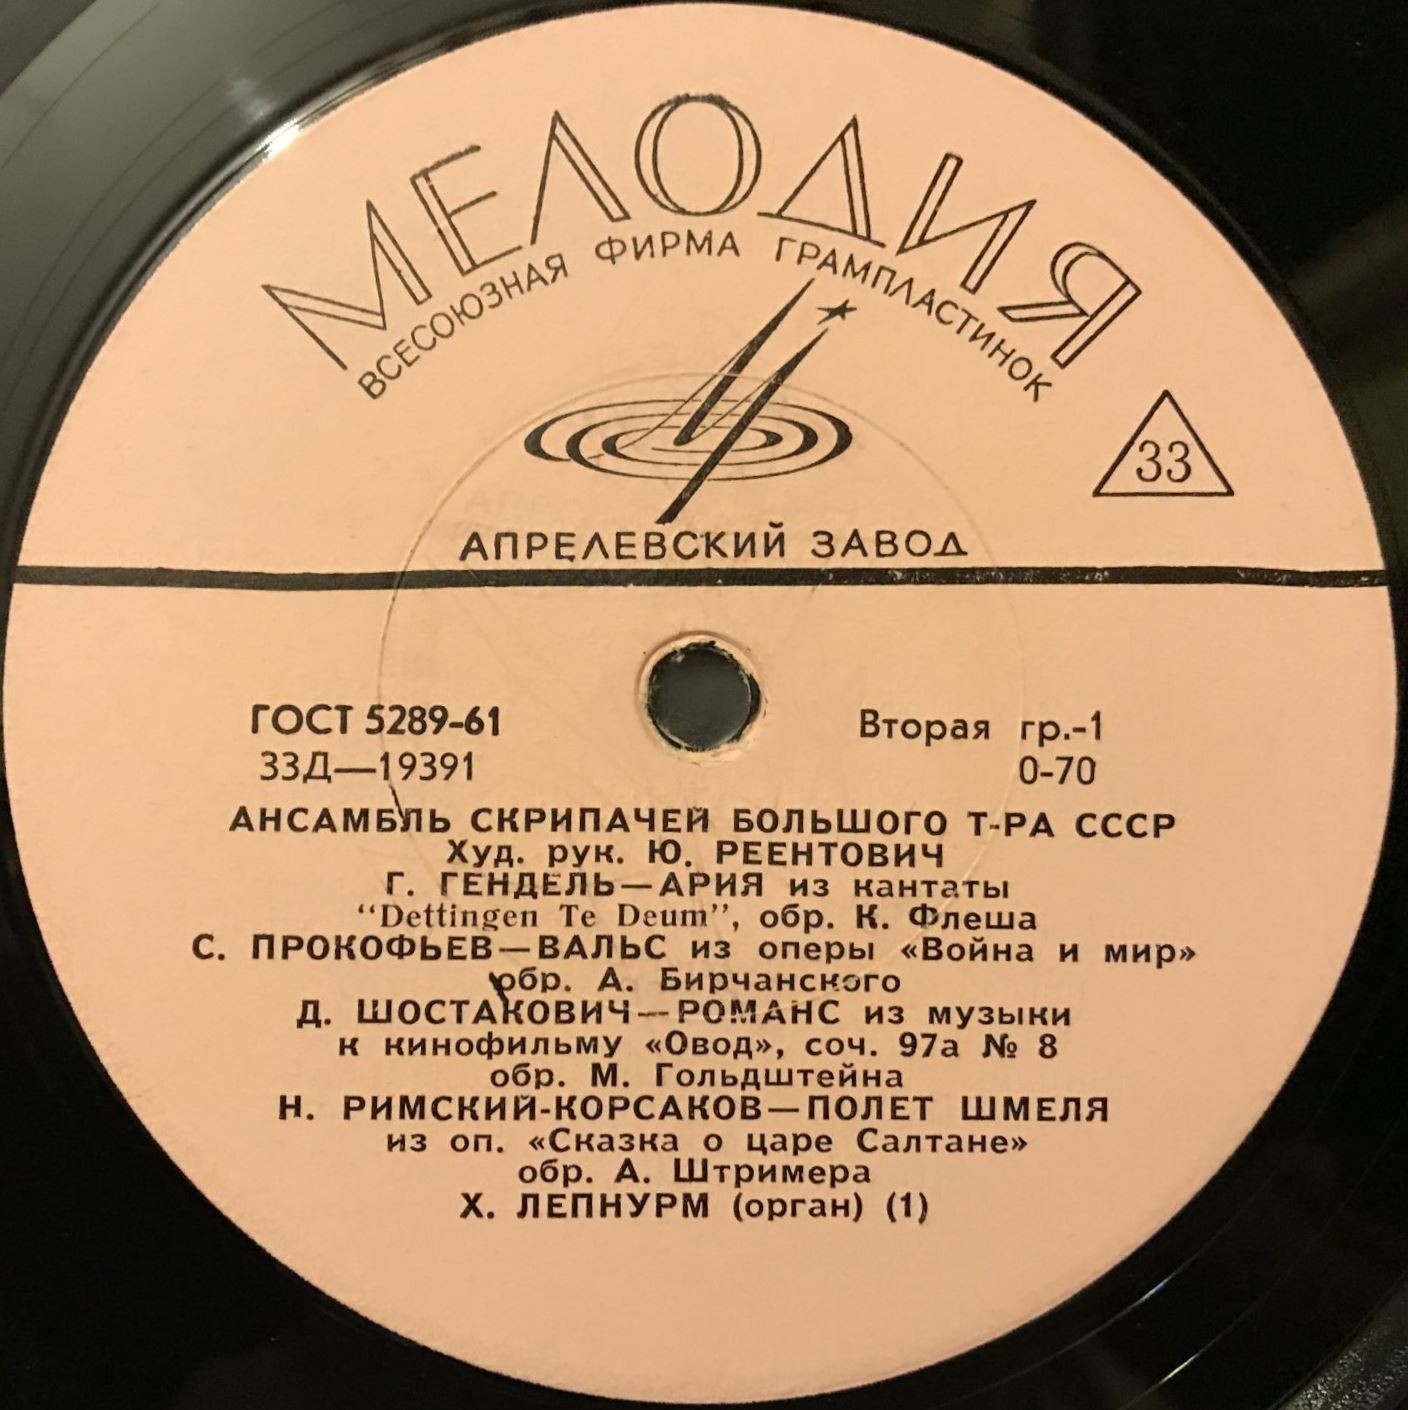 МЕЛОДИЯ
ВСЕСОЮЗНАЯ ФИРМА ГРАМПЛАСТИНОК
33
АПРЕЛЕВСКИЙ ЗАВОД
ГОСТ 5289-61
Вторая гр.-1
33Д—19391
0-70
АНСАМБЛЬ СКРИПАЧЕЙ БОЛЬШОГО Т-РА СССР
Худ. рук. Ю. РЕЕНТОВИЧ
Г. ГЕНДЕЛЬ—АРИЯ из кантаты
“Dettingen Te Deum”, обр. К. Флеша
С. ПРОКОФЬЕВ—ВАЛЬС из оперы «Война и мир»
обр. А. Бирчанского
Д. ШОСТАКОВИЧ—РОМАНС из музыки
к кинофильму «Овод», соч. 97а № 8
обр. М. Гольдштейна
Н. РИМСКИЙ-КОРСАКОВ—ПОЛЕТ ШМЕЛЯ
из оп. «Сказка о царе Салтане»
обр. А. Штримера
Х. ЛЕПНУРМ (орган) (1)